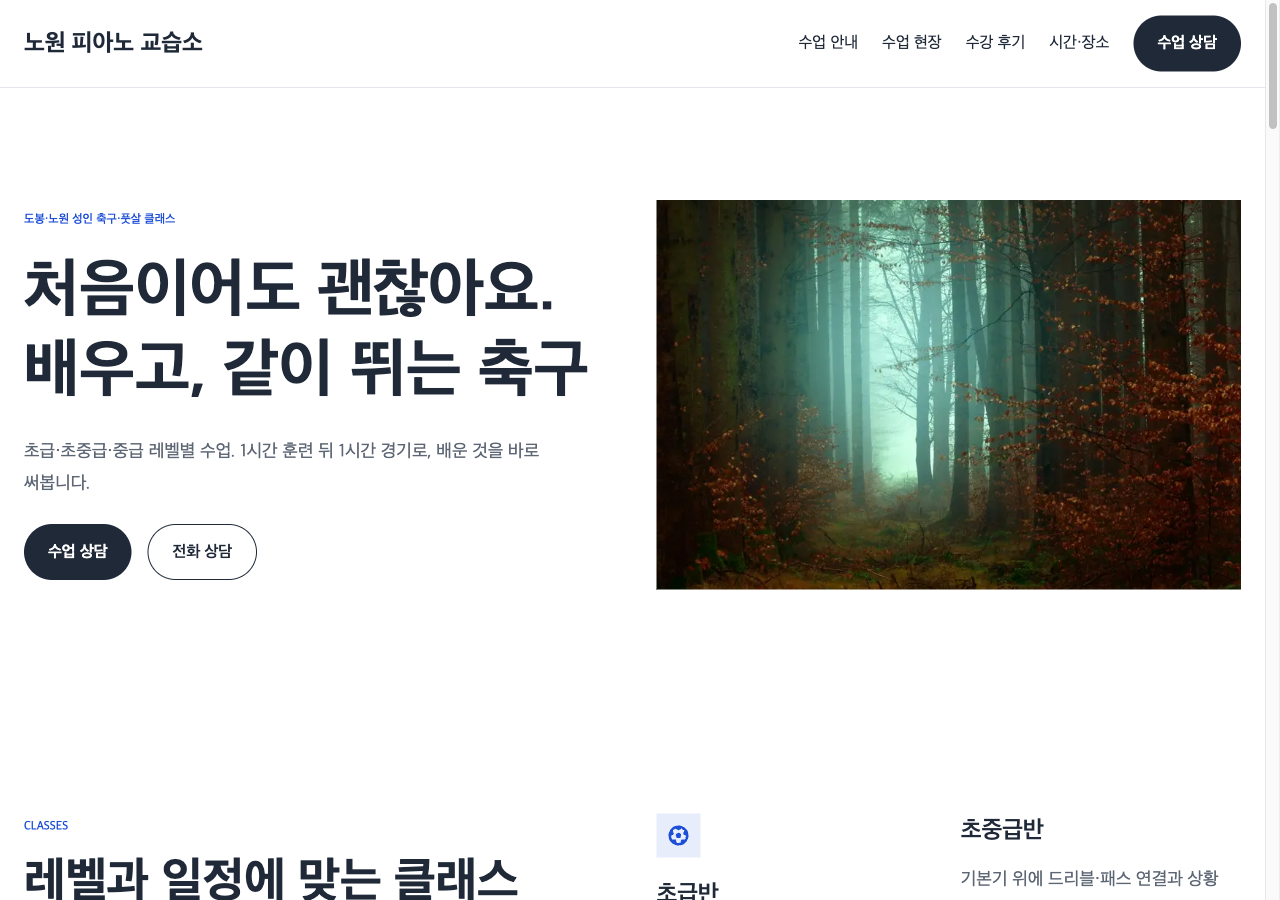 노원 피아노 교습소
수업 안내
수업 현장
수강 후기
시간·장소
수업 상담
도봉·노원 성인 축구·풋살 클래스
처음이어도 괜찮아요.
배우고, 같이 뛰는 축구
초급·초중급·중급 레벨별 수업. 1시간 훈련 뒤 1시간 경기로, 배운 것을 바로
써봅니다.
수업 상담
전화 상담
CLASSES
레벨과 일정에 맞는 클래스
초급반
초중급반
기본기 위에 드리블·패스 연결과 상황